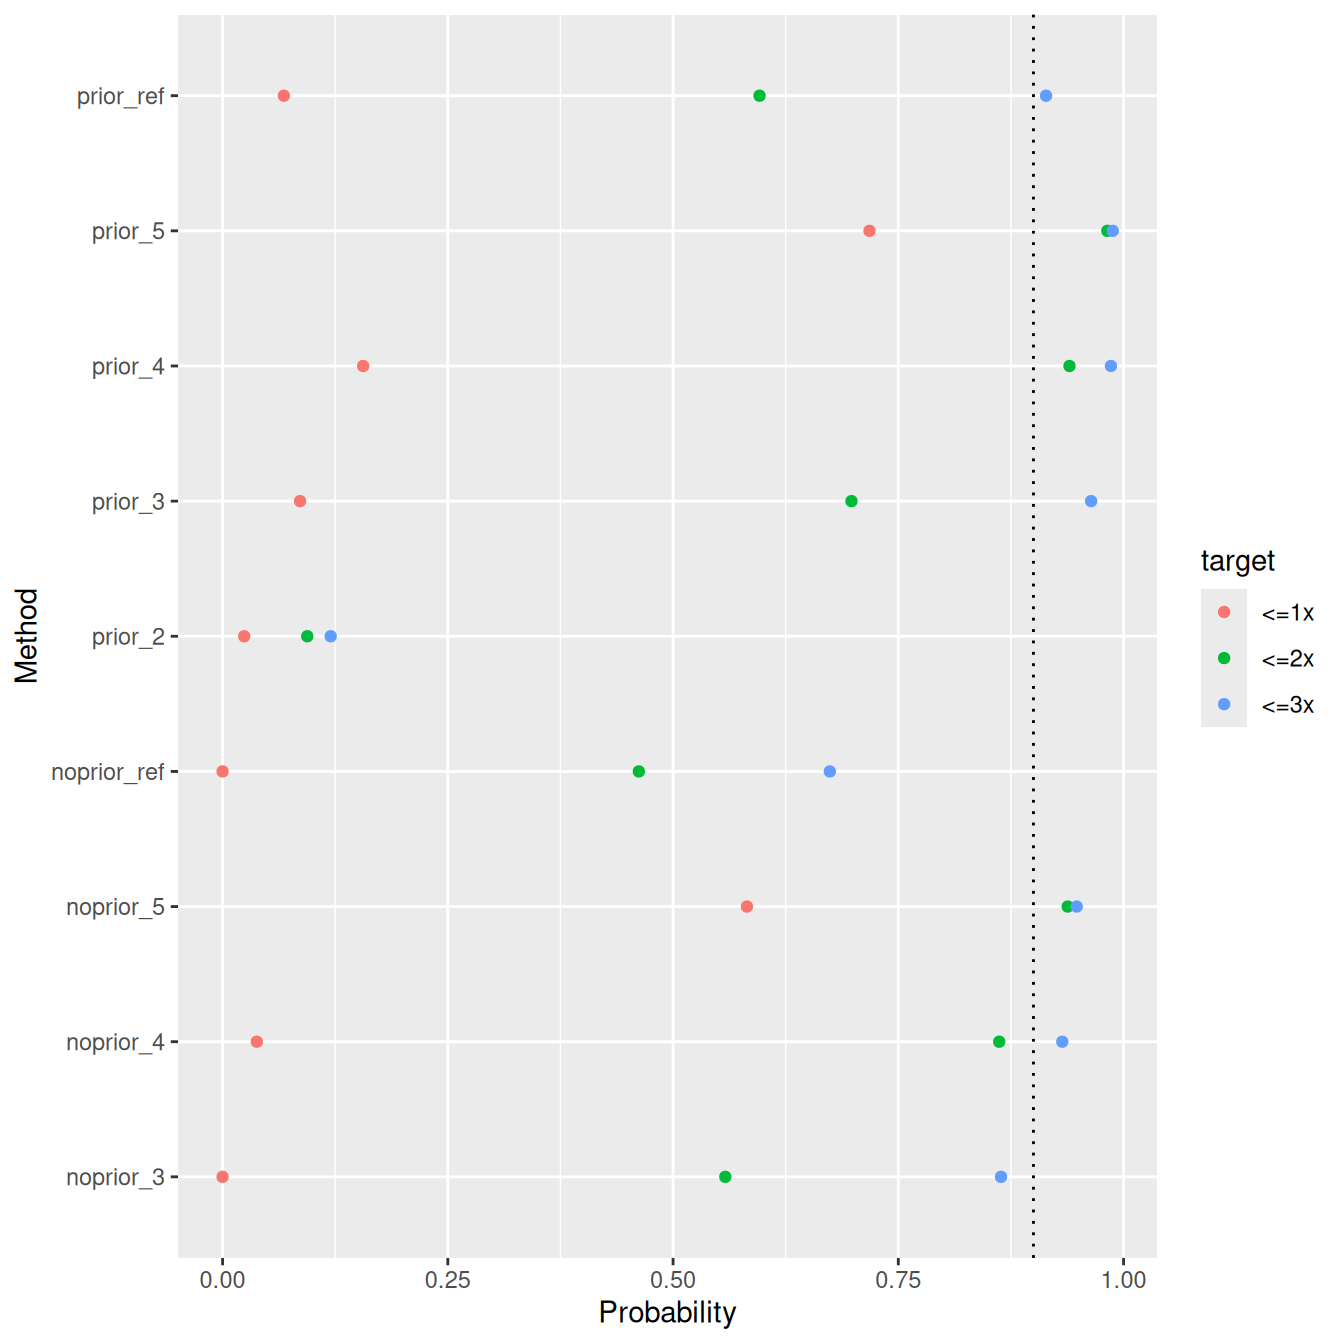 prior_ref
prior_5
prior_4
prior_3
prior_2
noprior_ref
noprior_5
noprior_4
noprior_3
Method
0.00 0.25 0.50 0.75 1.00
Probability
target
<=1x
<=2x
<=3x